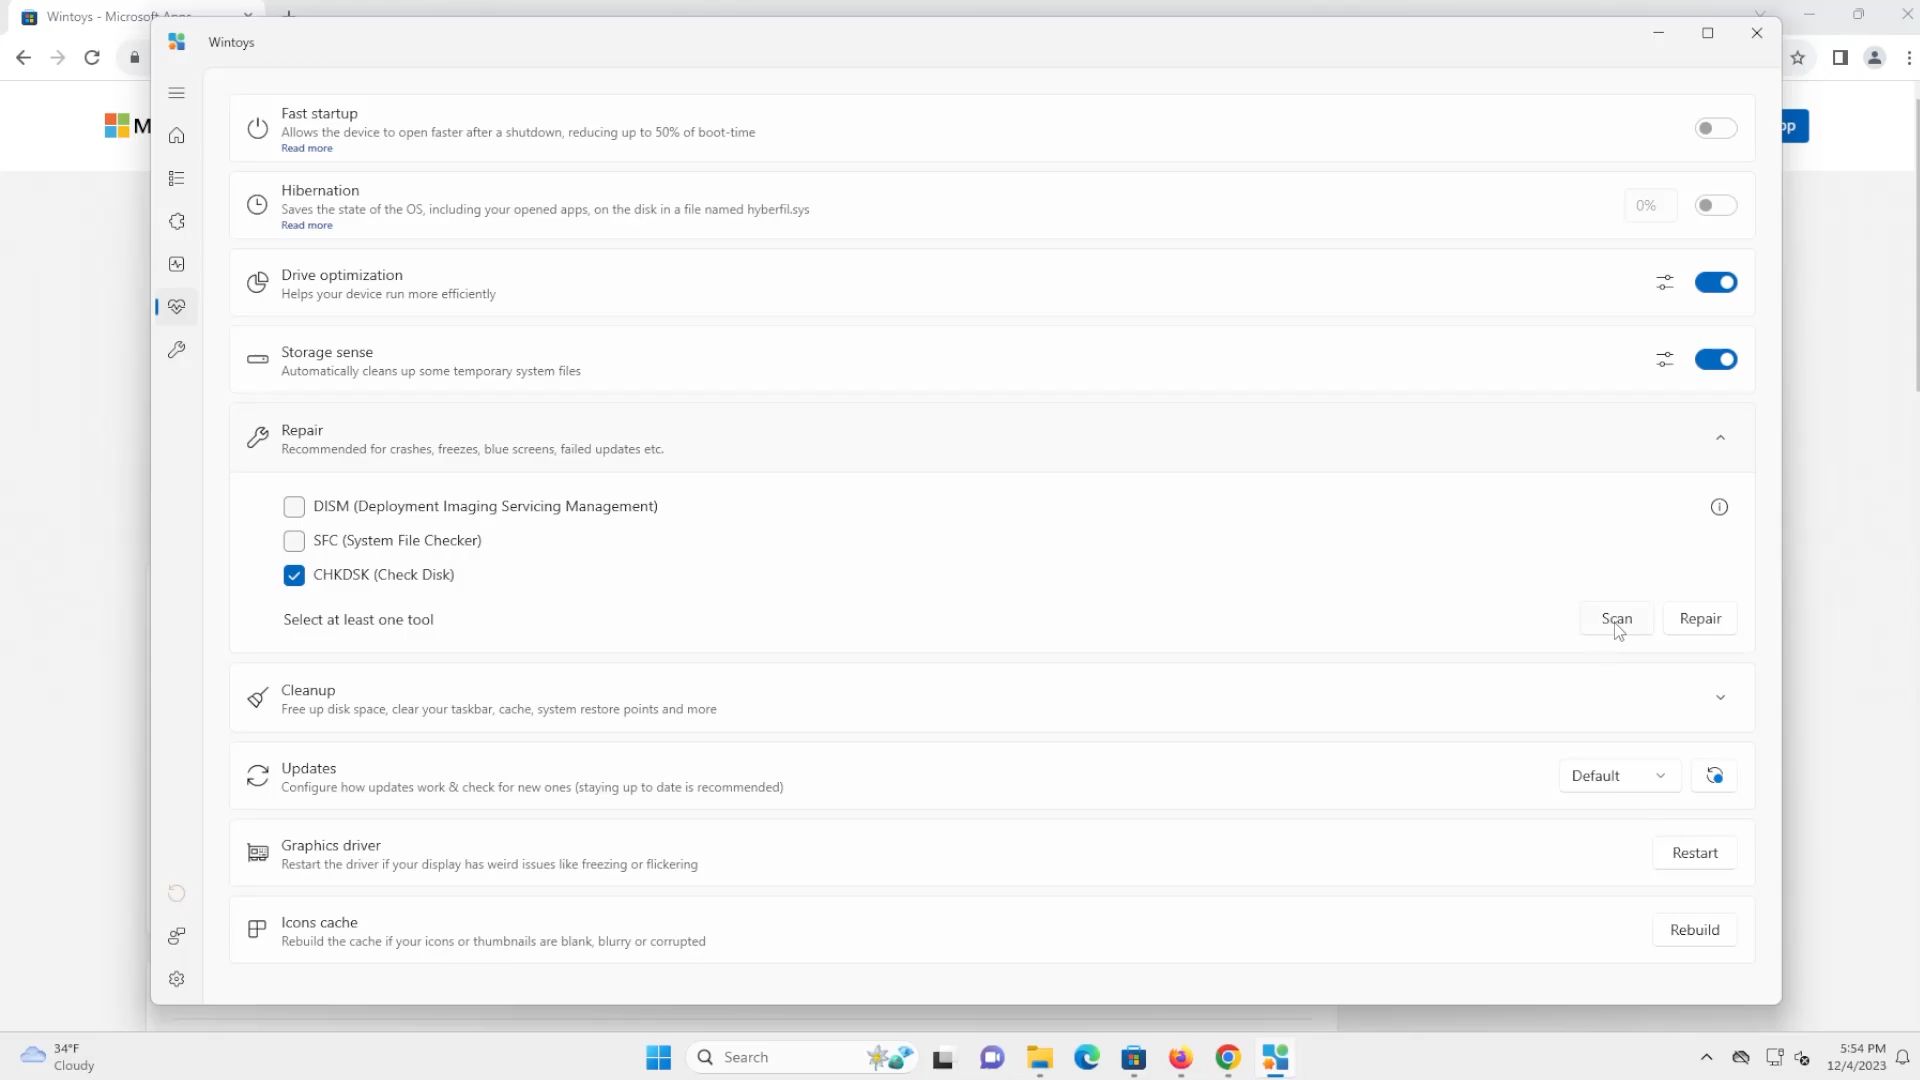 Wintoys - Microsoft Apps
Wintoys
M
pp
Fast startup
Allows the device to open faster after a shutdown, reducing up to 50% of boot-time
Read more
Hibernation
Saves the state of the OS, including your opened apps, on the disk in a file named hyberfil.sys
Read more
0%
Drive optimization
Helps your device run more efficiently
Storage sense
Automatically cleans up some temporary system files
Repair
Recommended for crashes, freezes, blue screens, failed updates etc.
DISM (Deployment Imaging Servicing Management)
SFC (System File Checker)
CHKDSK (Check Disk)
Select at least one tool
Scan
Repair
Cleanup
Free up disk space, clear your taskbar, cache, system restore points and more
Updates
Configure how updates work & check for new ones (staying up to date is recommended)
Default
Graphics driver
Restart the driver if your display has weird issues like freezing or flickering
Restart
Icons cache
Rebuild the cache if your icons or thumbnails are blank, blurry or corrupted
Rebuild
34°F
Cloudy
Search
5:54 PM
12/4/2023